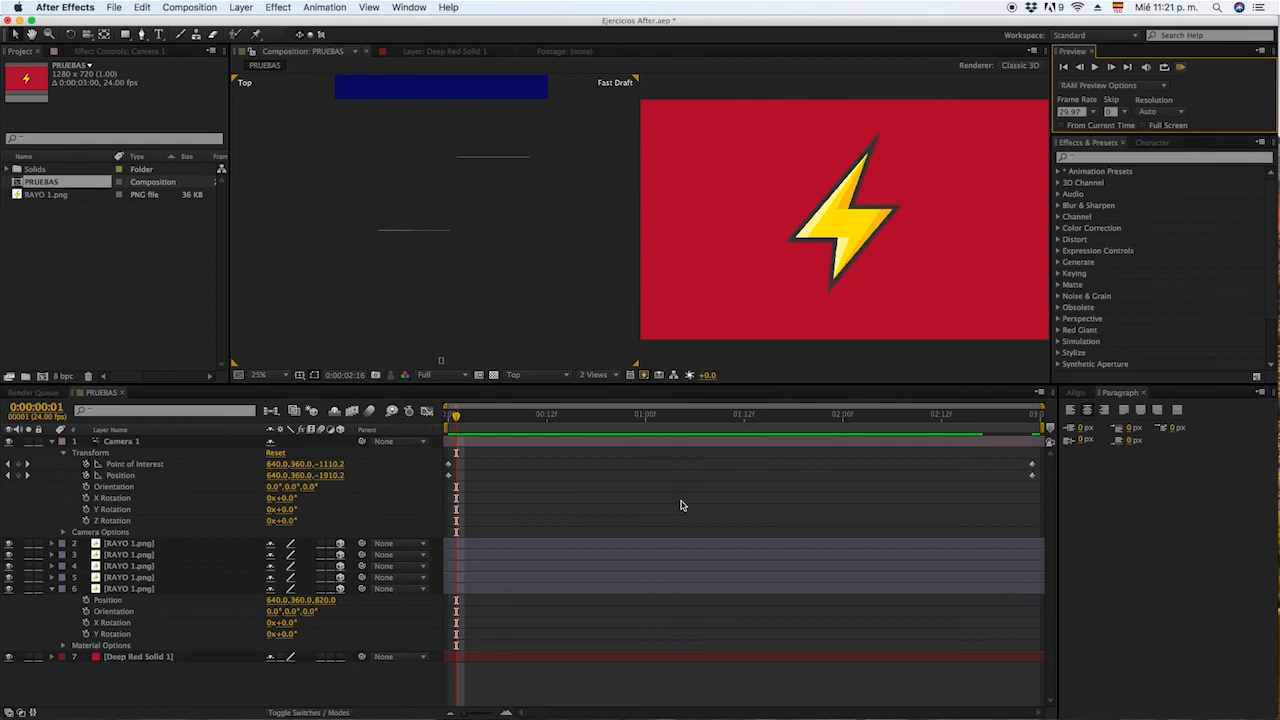 After Effects File Edit Composition Layer Effect Animation View Window Help 9 Mié 11:21 p. m.
Ejercicios After.aep *
Workspace: Standard Search Help
Project Effect Controls: Camera 1 Composition: PRUEBAS Layer: Deep Red Solid 1 Footage: (none) Preview
PRUEBAS
1280 x 720 (1.00)
Δ 0:00:03:00, 24.00 fps
PRUEBAS Renderer: Classic 3D
Top Fast Draft
RAM Preview Options
Frame Rate Skip Resolution
29.97 0 Auto
From Current Time Full Screen
Effects & Presets Character
Name Type Size Fram
Solids Folder
PRUEBAS Composition
RAYO 1.png PNG file 36 KB
* Animation Presets
3D Channel
Audio
Blur & Sharpen
Channel
Color Correction
Distort
Expression Controls
Generate
Keying
Matte
Noise & Grain
Obsolete
Perspective
Red Giant
Simulation
Stylize
Synthetic Aperture
8 bpc 25% 0:00:02:16 Full Top 2 Views +0.0
Render Queue PRUEBAS Align Paragraph
0:00:00:01
00001 (24.00 fps)
00:12f 01:00f 01:12f 02:00f 02:12f 03:0
# Layer Name Parent
0 px 0 px 0 px
0 px 0 px
1 Camera 1 None
Transform Reset
Point of Interest 640.0,360.0,-1110.2
Position 640.0,360.0,-1910.2
Orientation 0.0°,0.0°,0.0°
X Rotation 0x+0.0°
Y Rotation 0x+0.0°
Z Rotation 0x+0.0°
Camera Options
2 [RAYO 1.png] None
3 [RAYO 1.png] None
4 [RAYO 1.png] None
5 [RAYO 1.png] None
6 [RAYO 1.png] None
Position 640.0,360.0,820.0
Orientation 0.0°,0.0°,0.0°
X Rotation 0x+0.0°
Y Rotation 0x+0.0°
Material Options
7 [Deep Red Solid 1] None
Toggle Switches / Modes